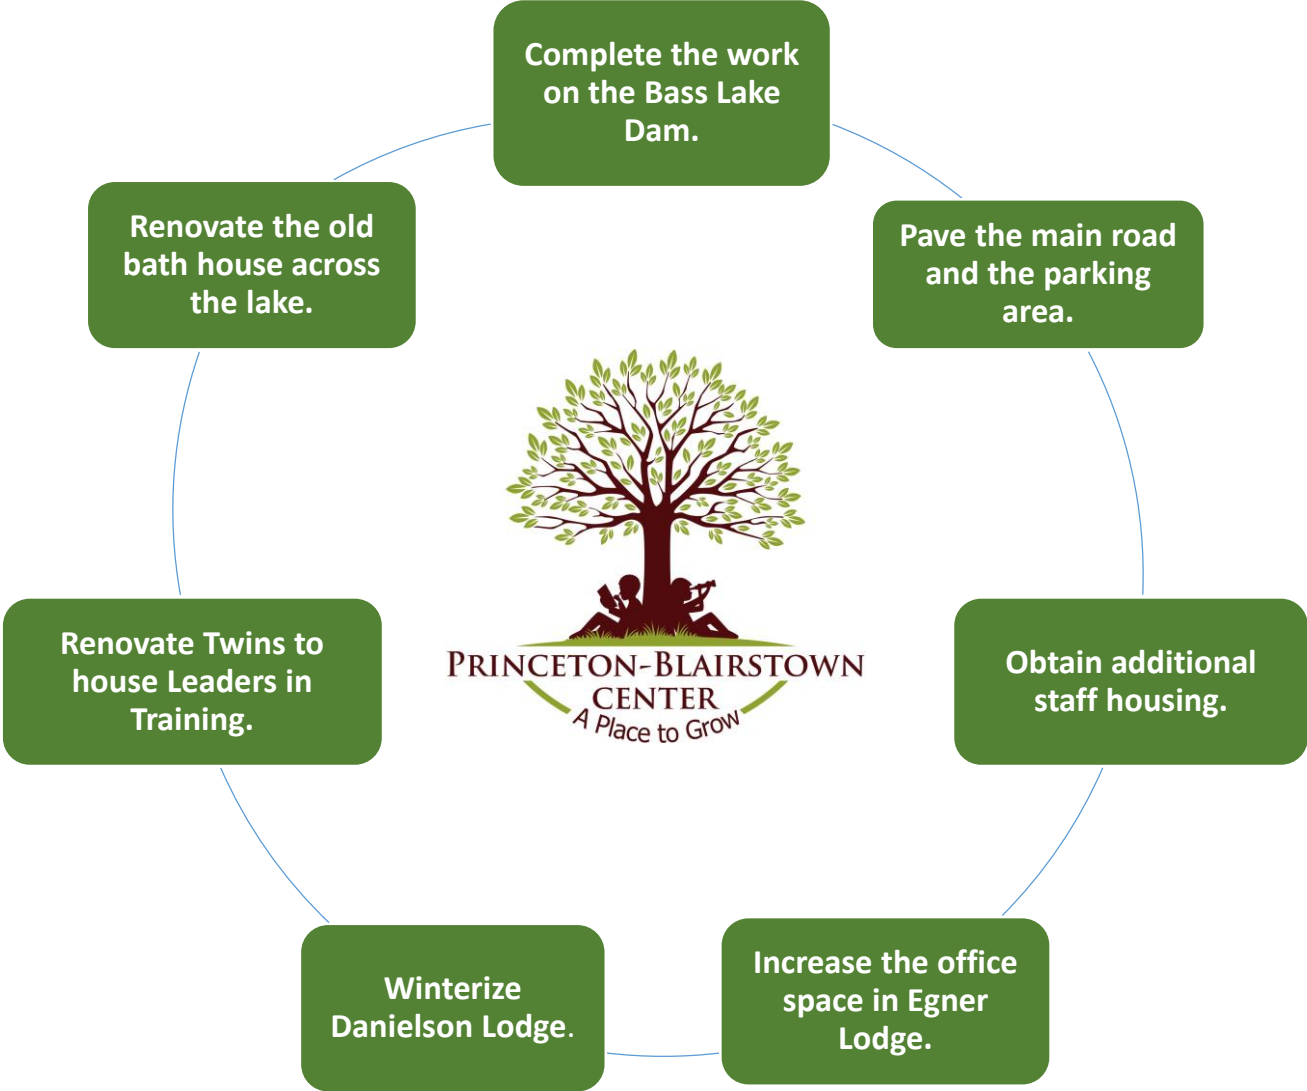 Complete the work
on the Bass Lake
Dam.
Pave the main road
and the parking
area.
Obtain additional
staff housing.
Increase the office
space in Egner
Lodge.
Winterize
Danielson Lodge.
Renovate Twins to
house Leaders in
Training.
Renovate the old
bath house across
the lake.
PRINCETON-BLAIRSTOWN
CENTER
A Place to Grow